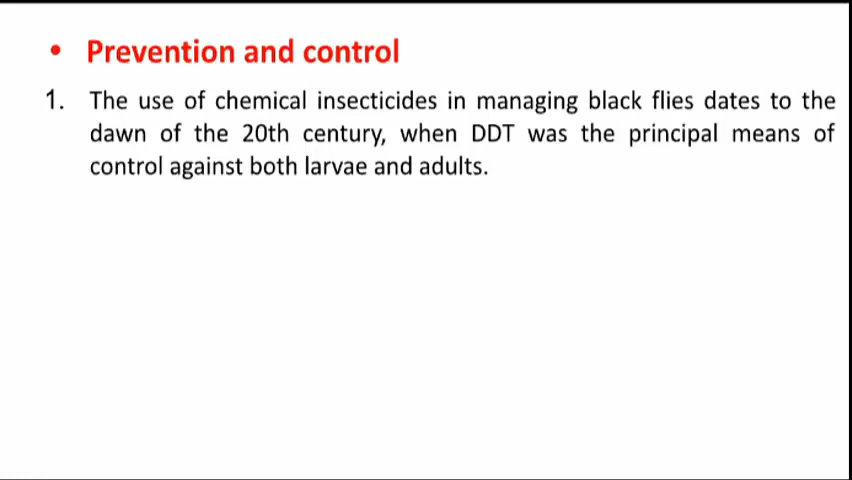 • Prevention and control
1. The use of chemical insecticides in managing black flies dates to the
dawn of the 20th century, when DDT was the principal means of
control against both larvae and adults.